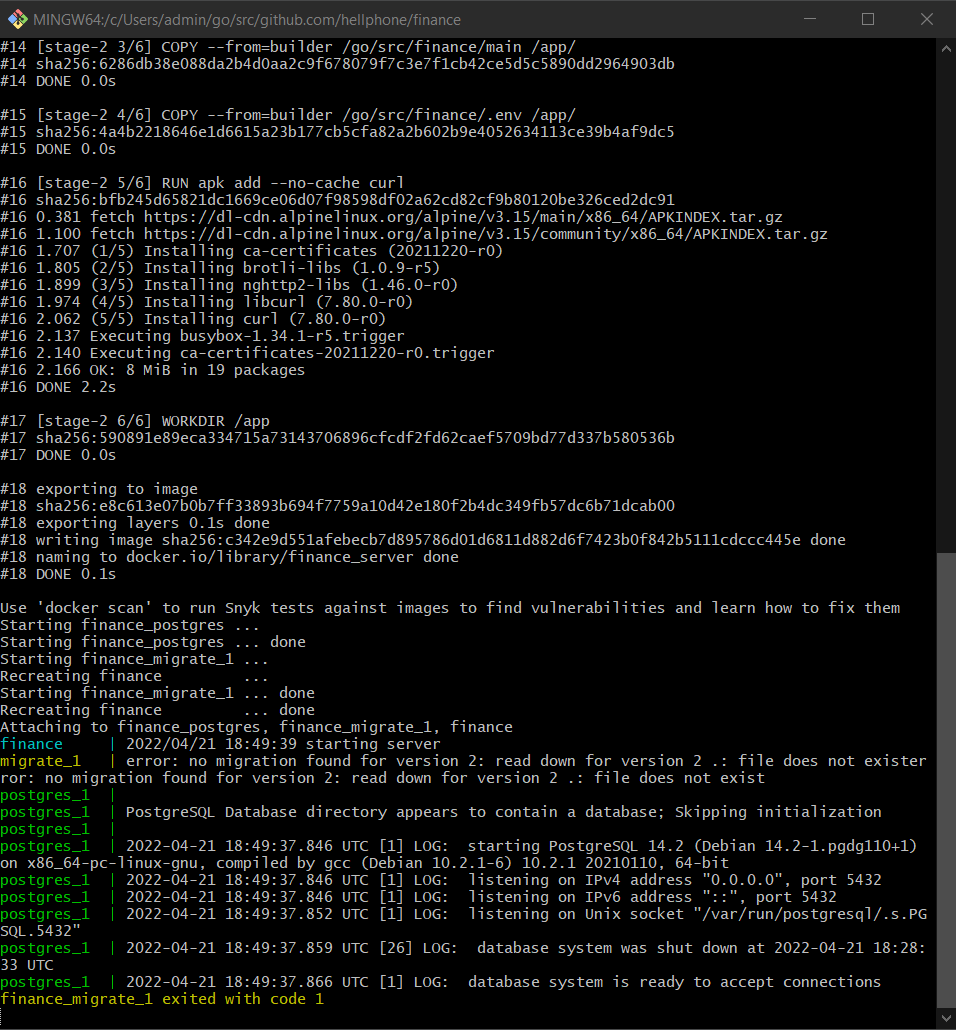 MINGW64:/c/Users/admin/go/src/github.com/hellphone/finance
#14 [stage-2 3/6] COPY --from=builder /go/src/finance/main /app/
#14 sha256:6286db38e088da2b4d0aa2c9f678079f7c3e7f1cb42ce5d5c5890dd2964903db
#14 DONE 0.0s
#15 [stage-2 4/6] COPY --from=builder /go/src/finance/.env /app/
#15 sha256:4a4b2218646e1d6615a23b177cb5cfa82a2b602b9e4052634113ce39b4af9dc5
#15 DONE 0.0s
#16 [stage-2 5/6] RUN apk add --no-cache curl
#16 sha256:bfb245d65821dc1669ce06d07f98598df02a62cd82cf9b80120be326ced2dc91
#16 0.381 fetch https://dl-cdn.alpinelinux.org/alpine/v3.15/main/x86_64/APKINDEX.tar.gz
#16 1.100 fetch https://dl-cdn.alpinelinux.org/alpine/v3.15/community/x86_64/APKINDEX.tar.gz
#16 1.707 (1/5) Installing ca-certificates (20211220-r0)
#16 1.805 (2/5) Installing brotli-libs (1.0.9-r5)
#16 1.899 (3/5) Installing nghttp2-libs (1.46.0-r0)
#16 1.974 (4/5) Installing libcurl (7.80.0-r0)
#16 2.062 (5/5) Installing curl (7.80.0-r0)
#16 2.137 Executing busybox-1.34.1-r5.trigger
#16 2.140 Executing ca-certificates-20211220-r0.trigger
#16 2.166 OK: 8 MiB in 19 packages
#16 DONE 2.2s
#17 [stage-2 6/6] WORKDIR /app
#17 sha256:590891e89eca334715a73143706896cfcdf2fd62caef5709bd77d337b580536b
#17 DONE 0.0s
#18 exporting to image
#18 sha256:e8c613e07b0b7ff33893b694f7759a10d42e180f2b4dc349fb57dc6b71dcab00
#18 exporting layers 0.1s done
#18 writing image sha256:c342e9d551afebecb7d895786d01d6811d882d6f7423b0f842b5111cdccc445e done
#18 naming to docker.io/library/finance_server done
#18 DONE 0.1s
Use 'docker scan' to run Snyk tests against images to find vulnerabilities and learn how to fix them
Starting finance_postgres ...
Starting finance_postgres ... done
Starting finance_migrate_1 ...
Recreating finance         ...
Starting finance_migrate_1 ... done
Recreating finance         ... done
Attaching to finance_postgres, finance_migrate_1, finance
finance     | 2022/04/21 18:49:39 starting server
migrate_1   | error: no migration found for version 2: read down for version 2 .: file does not exister
ror: no migration found for version 2: read down for version 2 .: file does not exist
postgres_1  |
postgres_1  | PostgreSQL Database directory appears to contain a database; Skipping initialization
postgres_1  |
postgres_1  | 2022-04-21 18:49:37.846 UTC [1] LOG:  starting PostgreSQL 14.2 (Debian 14.2-1.pgdg110+1)
on x86_64-pc-linux-gnu, compiled by gcc (Debian 10.2.1-6) 10.2.1 20210110, 64-bit
postgres_1  | 2022-04-21 18:49:37.846 UTC [1] LOG:  listening on IPv4 address "0.0.0.0", port 5432
postgres_1  | 2022-04-21 18:49:37.846 UTC [1] LOG:  listening on IPv6 address "::", port 5432
postgres_1  | 2022-04-21 18:49:37.852 UTC [1] LOG:  listening on Unix socket "/var/run/postgresql/.s.PG
SQL.5432"
postgres_1  | 2022-04-21 18:49:37.859 UTC [26] LOG:  database system was shut down at 2022-04-21 18:28:
33 UTC
postgres_1  | 2022-04-21 18:49:37.866 UTC [1] LOG:  database system is ready to accept connections
finance_migrate_1 exited with code 1